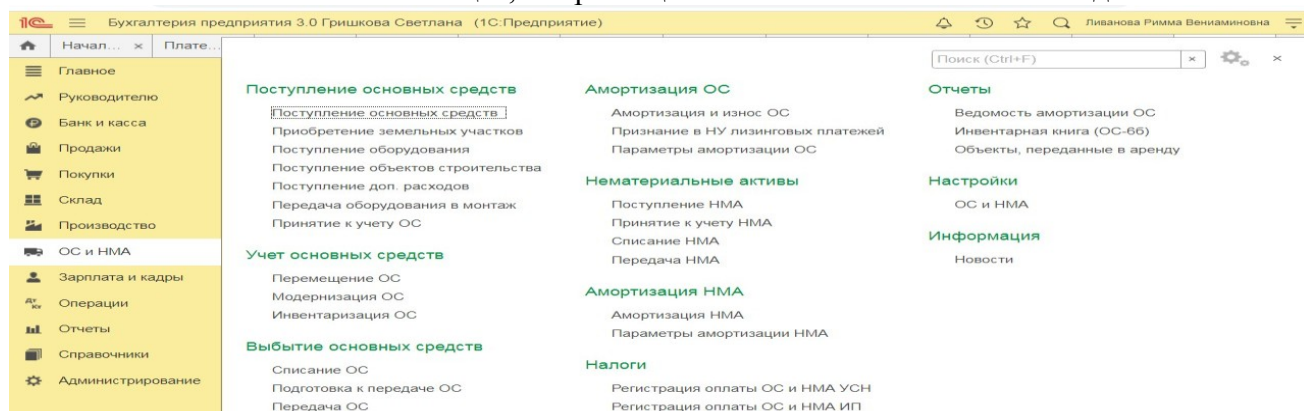 1С Бухгалтерия предприятия 3.0 Гришкова Светлана (1С:Предприятие) Ливанова Римма Вениаминовна
Начал... × Плате...
Поиск (Ctrl+F) × ×
Главное
Руководителю
Банк и касса
Продажи
Покупки
Склад
Производство
ОС и НМА
Зарплата и кадры
Операции
Отчеты
Справочники
Администрирование
Поступление основных средств
Поступление основных средств
Приобретение земельных участков
Поступление оборудования
Поступление объектов строительства
Поступление доп. расходов
Передача оборудования в монтаж
Принятие к учету ОС
Учет основных средств
Перемещение ОС
Модернизация ОС
Инвентаризация ОС
Выбытие основных средств
Списание ОС
Подготовка к передаче ОС
Передача ОС
Амортизация ОС
Амортизация и износ ОС
Признание в НУ лизинговых платежей
Параметры амортизации ОС
Нематериальные активы
Поступление НМА
Принятие к учету НМА
Списание НМА
Передача НМА
Амортизация НМА
Амортизация НМА
Параметры амортизации НМА
Налоги
Регистрация оплаты ОС и НМА УСН
Регистрация оплаты ОС и НМА ИП
Отчеты
Ведомость амортизации ОС
Инвентарная книга (ОС-6б)
Объекты, переданные в аренду
Настройки
ОС и НМА
Информация
Новости